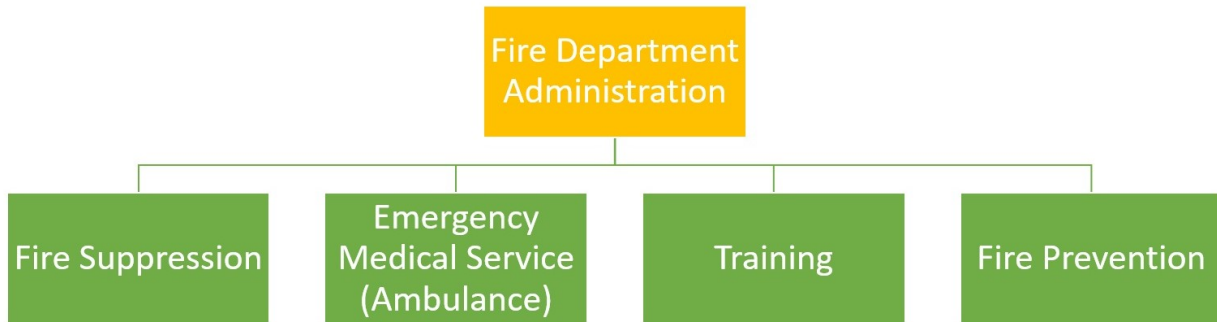 Fire Department
Administration
Fire Suppression
Emergency
Medical Service
(Ambulance)
Training
Fire Prevention